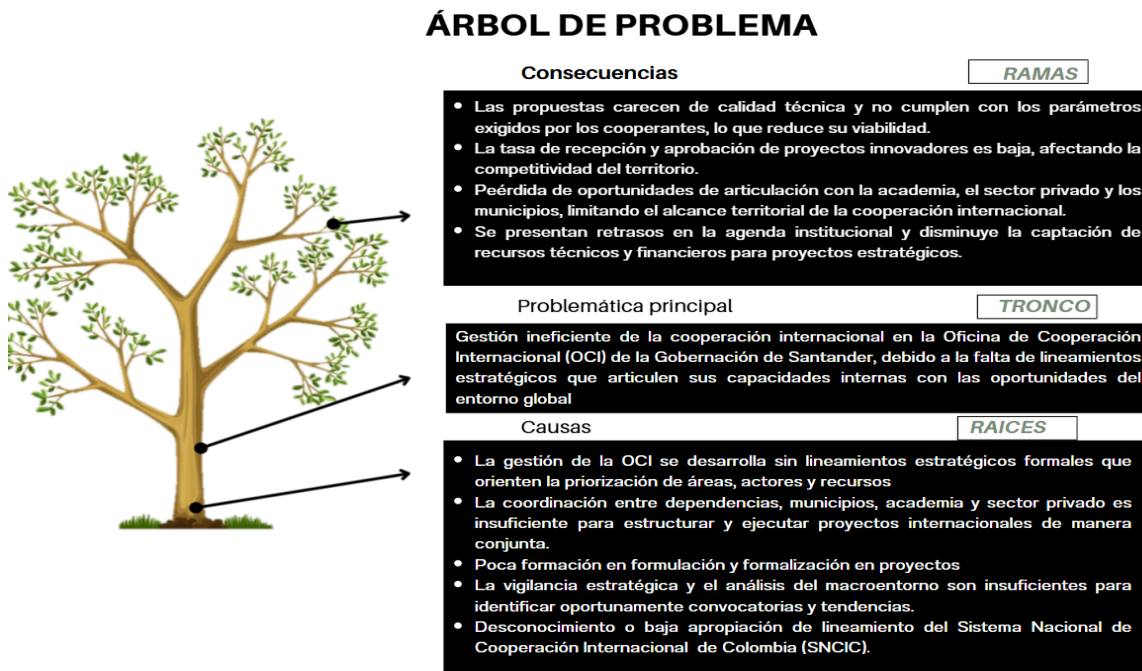 ÁRBOL DE PROBLEMA
Consecuencias
RAMAS
• Las propuestas carecen de calidad técnica y no cumplen con los parámetros
exigidos por los cooperantes, lo que reduce su viabilidad.
• La tasa de recepción y aprobación de proyectos innovadores es baja, afectando la
competitividad del territorio.
• Peérdida de oportunidades de articulación con la academia, el sector privado y los
municipios, limitando el alcance territorial de la cooperación internacional.
• Se presentan retrasos en la agenda institucional y disminuye la captación de
recursos técnicos y financieros para proyectos estratégicos.
Problemática principal
TRONCO
Gestión ineficiente de la cooperación internacional en la Oficina de Cooperación
Internacional (OCI) de la Gobernación de Santander, debido a la falta de lineamientos
estratégicos que articulen sus capacidades internas con las oportunidades del
entorno global
Causas
RAICES
• La gestión de la OCI se desarrolla sin lineamientos estratégicos formales que
orienten la priorización de áreas, actores y recursos
• La coordinación entre dependencias, municipios, academia y sector privado es
insuficiente para estructurar y ejecutar proyectos internacionales de manera
conjunta.
• Poca formación en formulación y formalización en proyectos
• La vigilancia estratégica y el análisis del macroentorno son insuficientes para
identificar oportunamente convocatorias y tendencias.
• Desconocimiento o baja apropiación de lineamiento del Sistema Nacional de
Cooperación Internacional de Colombia (SNCIC).